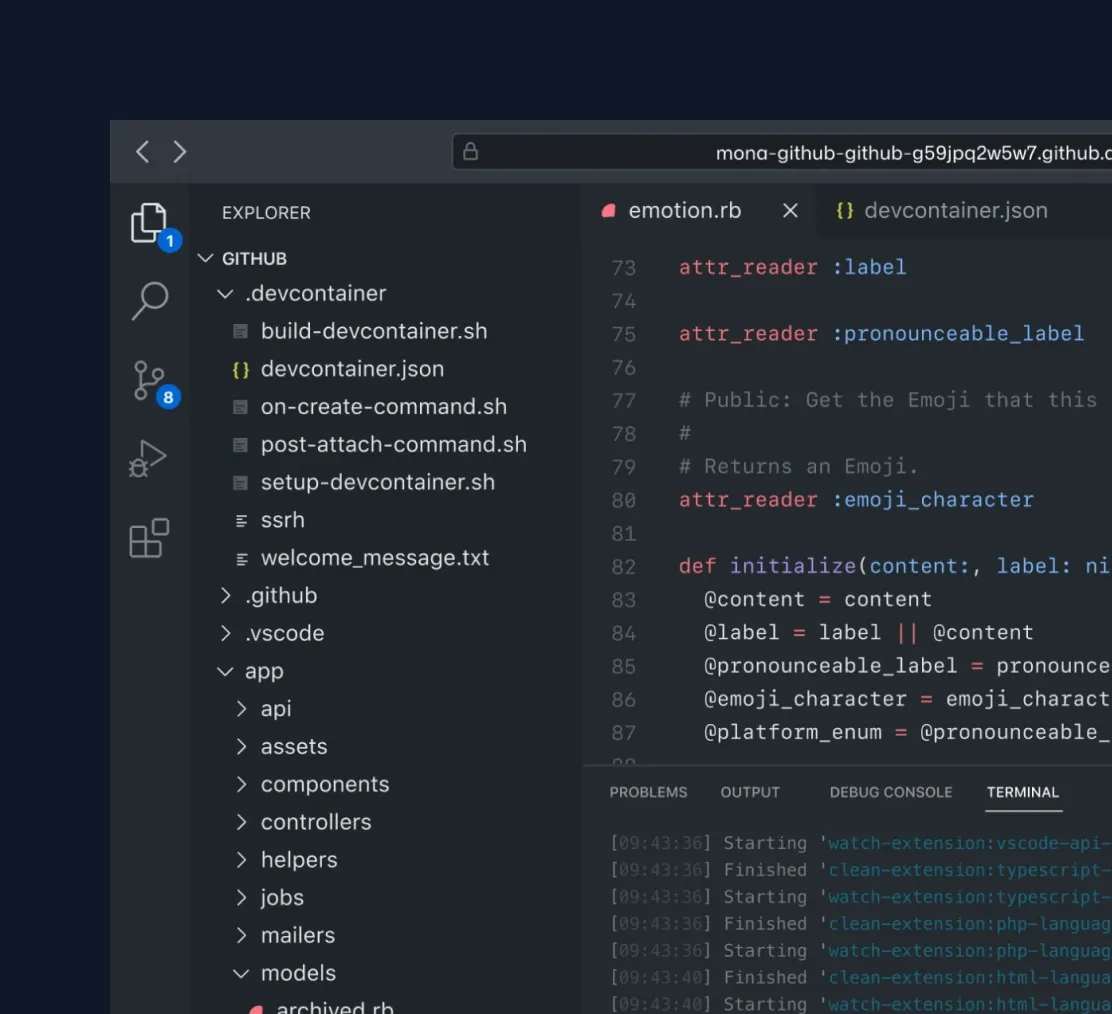 mona-github-github-g59jpq2w5w7.github.
EXPLORER
1
GITHUB
.devcontainer
build-devcontainer.sh
{} devcontainer.json
8
on-create-command.sh
post-attach-command.sh
setup-devcontainer.sh
ssrh
welcome_message.txt
.github
.vscode
app
api
assets
components
controllers
helpers
jobs
mailers
models
archived.rb
emotion.rb {} devcontainer.json
73 attr_reader :label
74
75 attr_reader :pronounceable_label
76
77 # Public: Get the Emoji that this
78 #
79 # Returns an Emoji.
80 attr_reader :emoji_character
81
82 def initialize(content:, label: ni
83 @content = content
84 @label = label || @content
85 @pronounceable_label = pronounce
86 @emoji_character = emoji_charact
87 @platform_enum = @pronounceable_
88
PROBLEMS OUTPUT DEBUG CONSOLE TERMINAL
[09:43:36] Starting 'watch-extension:vscode-api-
[09:43:36] Finished 'clean-extension:typescript-
[09:43:36] Starting 'watch-extension:typescript-
[09:43:36] Finished 'clean-extension:php-languag
[09:43:36] Starting 'watch-extension:php-languag
[09:43:40] Finished 'clean-extension:html-langua
[09:43:40] Starting 'watch-extension:html-langua